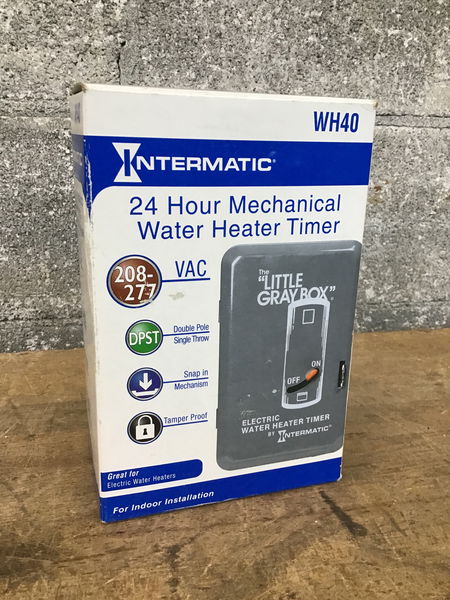 WH40
INTERMATIC®
24 Hour Mechanical
Water Heater Timer
208-
277
VAC
DPST
Double Pole
Single Throw
Snap in
Mechanism
Tamper Proof
The
"LITTLE
GRAY BOX"
ON
OFF
ELECTRIC
WATER HEATER TIMER
BY INTERMATIC®
Great for
Electric Water Heaters
For Indoor Installation